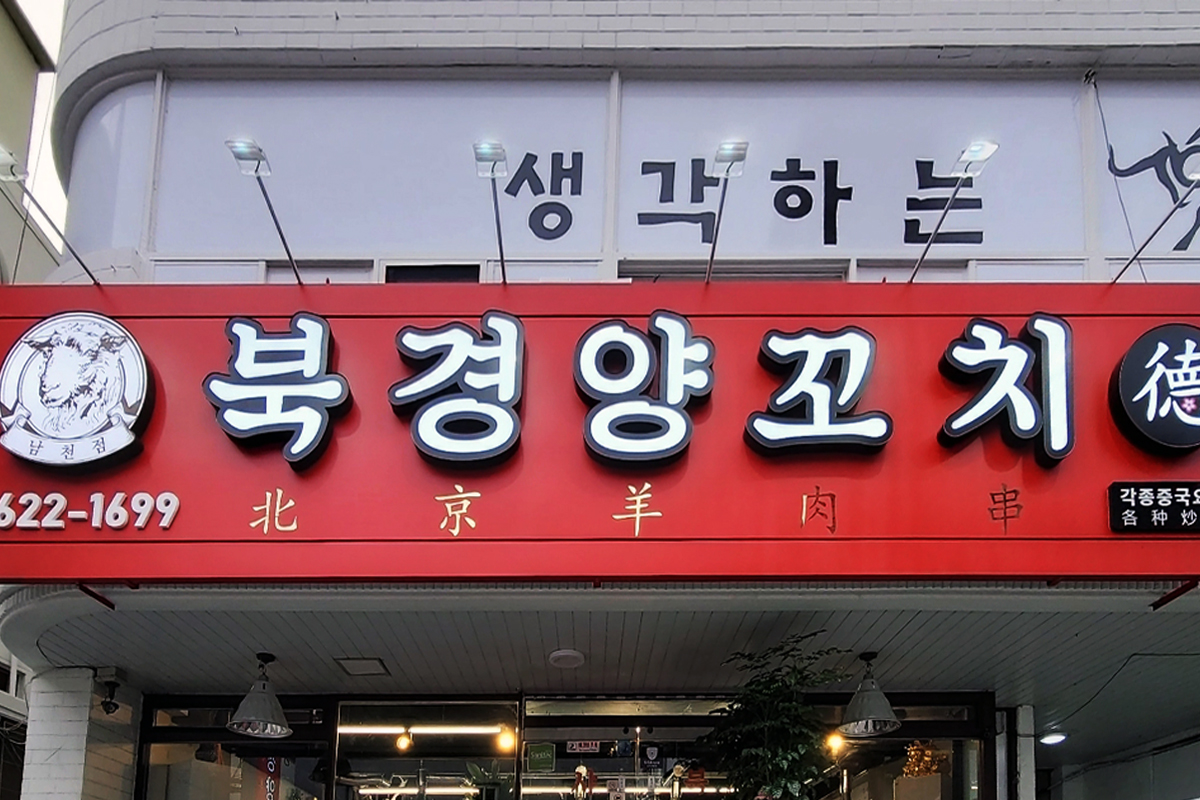 생각하는
북경양꼬치
德
남천점
622-1699
北京羊肉串
각종중국요
各种炒